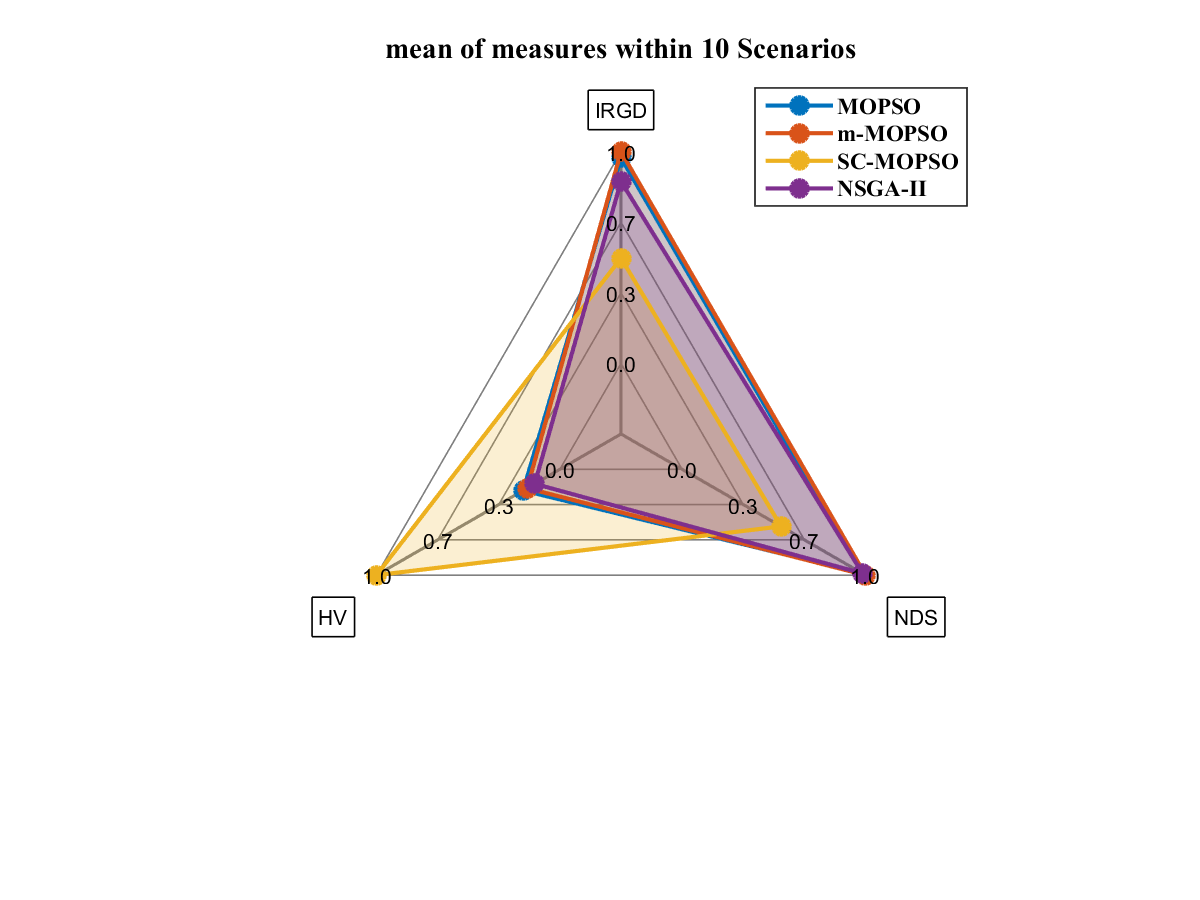 mean of measures within 10 Scenarios
IRGD
MOPSO
m-MOPSO
SC-MOPSO
NSGA-II
1.0
0.7
0.3
0.0
0.0 0.0
0.3 0.3
0.7 0.7
1.0 1.0
HV NDS